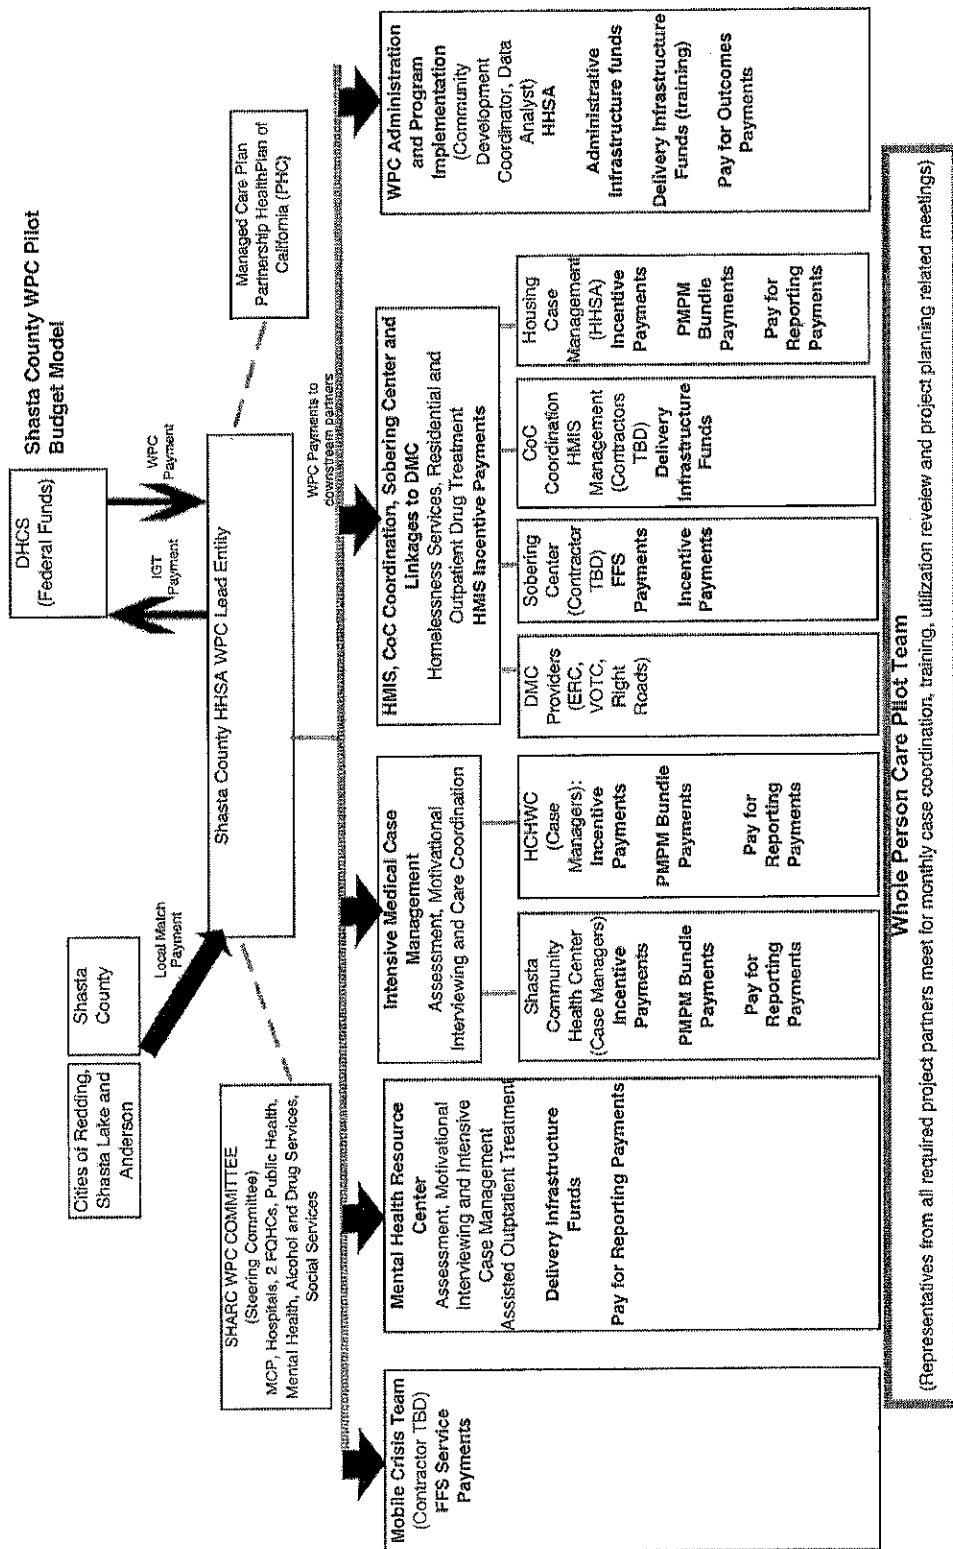 Shasta County WPC Pilot
Budget Model
DHCS
(Federal Funds)
IGT
Payment
WPC
Payment
Cities of Redding,
Shasta Lake and
Anderson
Shasta
County
Local Match
Payment
Shasta County HHSA WPC Lead Entity
Managed Care Plan
Partnership HealthPlan of
California (PHC)
SHARC WPC COMMITTEE
(Steering Committee)
MCP, Hospitals, 2 FQHCs, Public Health,
Mental Health, Alcohol and Drug Services,
Social Services
WPC Payments to
downstream partners
Mobile Crisis Team
(Contractor TBD)
FFS Service
Payments
Mental Health Resource
Center
Assessment, Motivational
Interviewing and Intensive
Case Management
Assisted Outptatient Treatment
Delivery Infrastructure
Funds
Pay for Reporting Payments
Intensive Medical Case
Management
Assessment, Motivational
Interviewing and Care Coordination
Shasta
Community
Health Center
(Case Managers)
Incentive
Payments
PMPM Bundle
Payments
Pay for
Reporting
Payments
HCHWC
(Case
Managers):
Incentive
Payments
PMPM Bundle
Payments
Pay for
Reporting
Payments
HMIS, CoC Coordination, Sobering Center and
Linkages to DMC
Homelessness Services, Residential and
Outpatient Drug Treatment
HMIS Incentive Payments
DMC
Providers
(ERC,
VOTC,
Right
Roads)
Sobering
Center
(Contractor
TBD)
FFS
Payments
Incentive
Payments
CoC
Coordination
HMIS
Management
(Contractors
TBD)
Delivery
Infrastructure
Funds
Housing
Case
Management
(HHSA)
Incentive
Payments
PMPM
Bundle
Payments
Pay for
Reporting
Payments
WPC Administration
and Program
Implementation
(Community
Development
Coordinator, Data
Analyst)
HHSA
Administrative
Infrastructure funds
Delivery Infrastructure
Funds (training)
Pay for Outcomes
Payments
Whole Person Care Pilot Team
(Representatives from all required project partners meet for monthly case coordination, training, utilization reveiew and project planning related meetings)